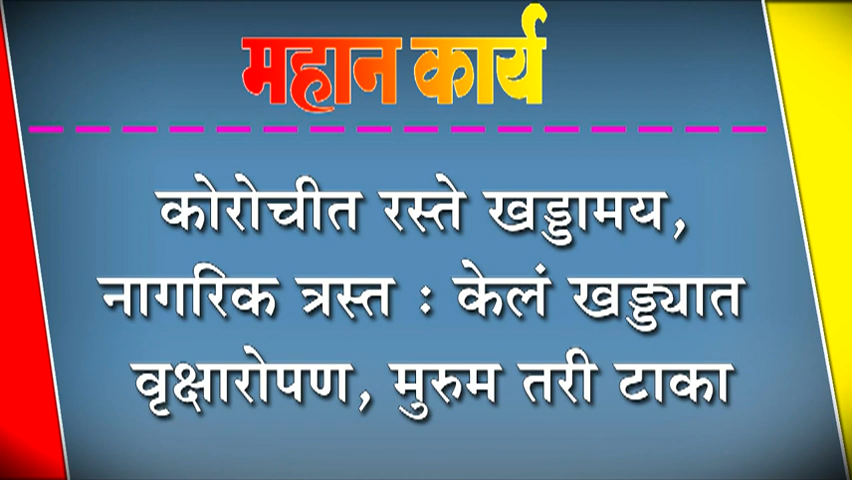 महान कार्य
कोरोचीत रस्ते खड्डामय,
नागरिक त्रस्त : केलं खड्ड्यात
वृक्षारोपण, मुरुम तरी टाका